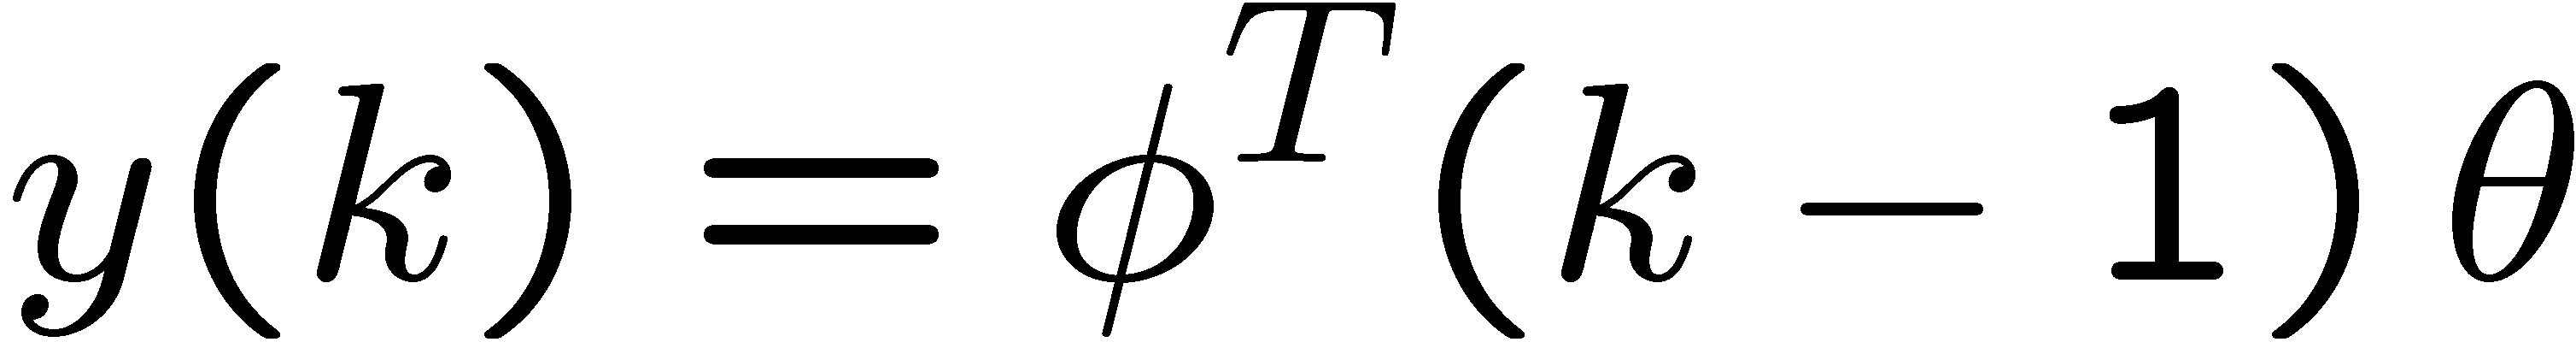 y(k) = ϕ^T(k − 1) θ